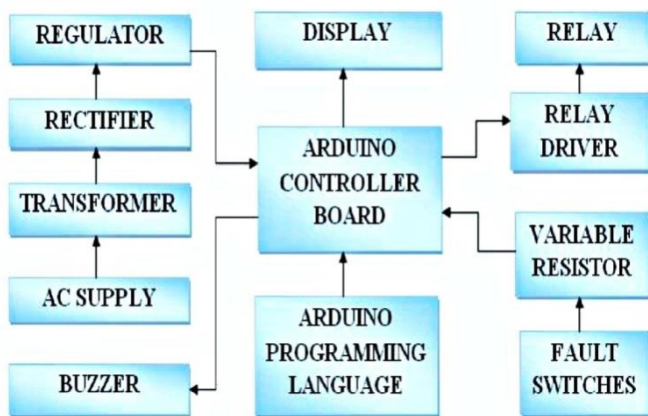 REGULATOR
RECTIFIER
TRANSFORMER
AC SUPPLY
BUZZER
DISPLAY
ARDUINO
CONTROLLER
BOARD
ARDUINO
PROGRAMMING
LANGUAGE
RELAY
RELAY
DRIVER
VARIABLE
RESISTOR
FAULT
SWITCHES